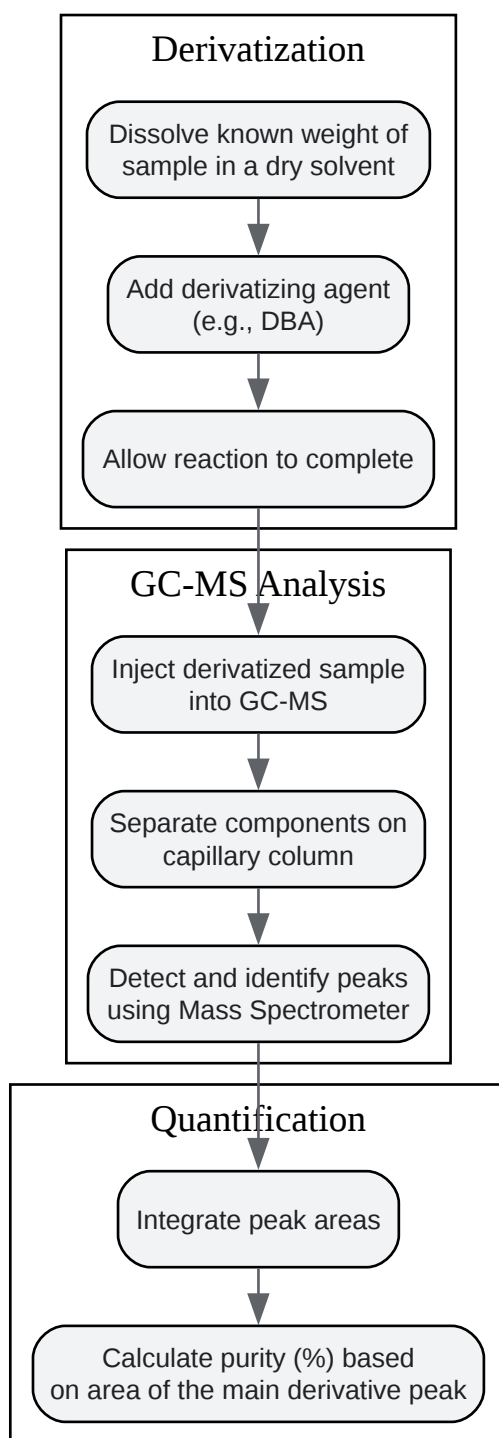 Derivatization
Dissolve known weight of
sample in a dry solvent
Add derivatizing agent
(e.g., DBA)
Allow reaction to complete
GC-MS Analysis
Inject derivatized sample
into GC-MS
Separate components on
capillary column
Detect and identify peaks
using Mass Spectrometer
Quantification
Integrate peak areas
Calculate purity (%) based
on area of the main derivative peak